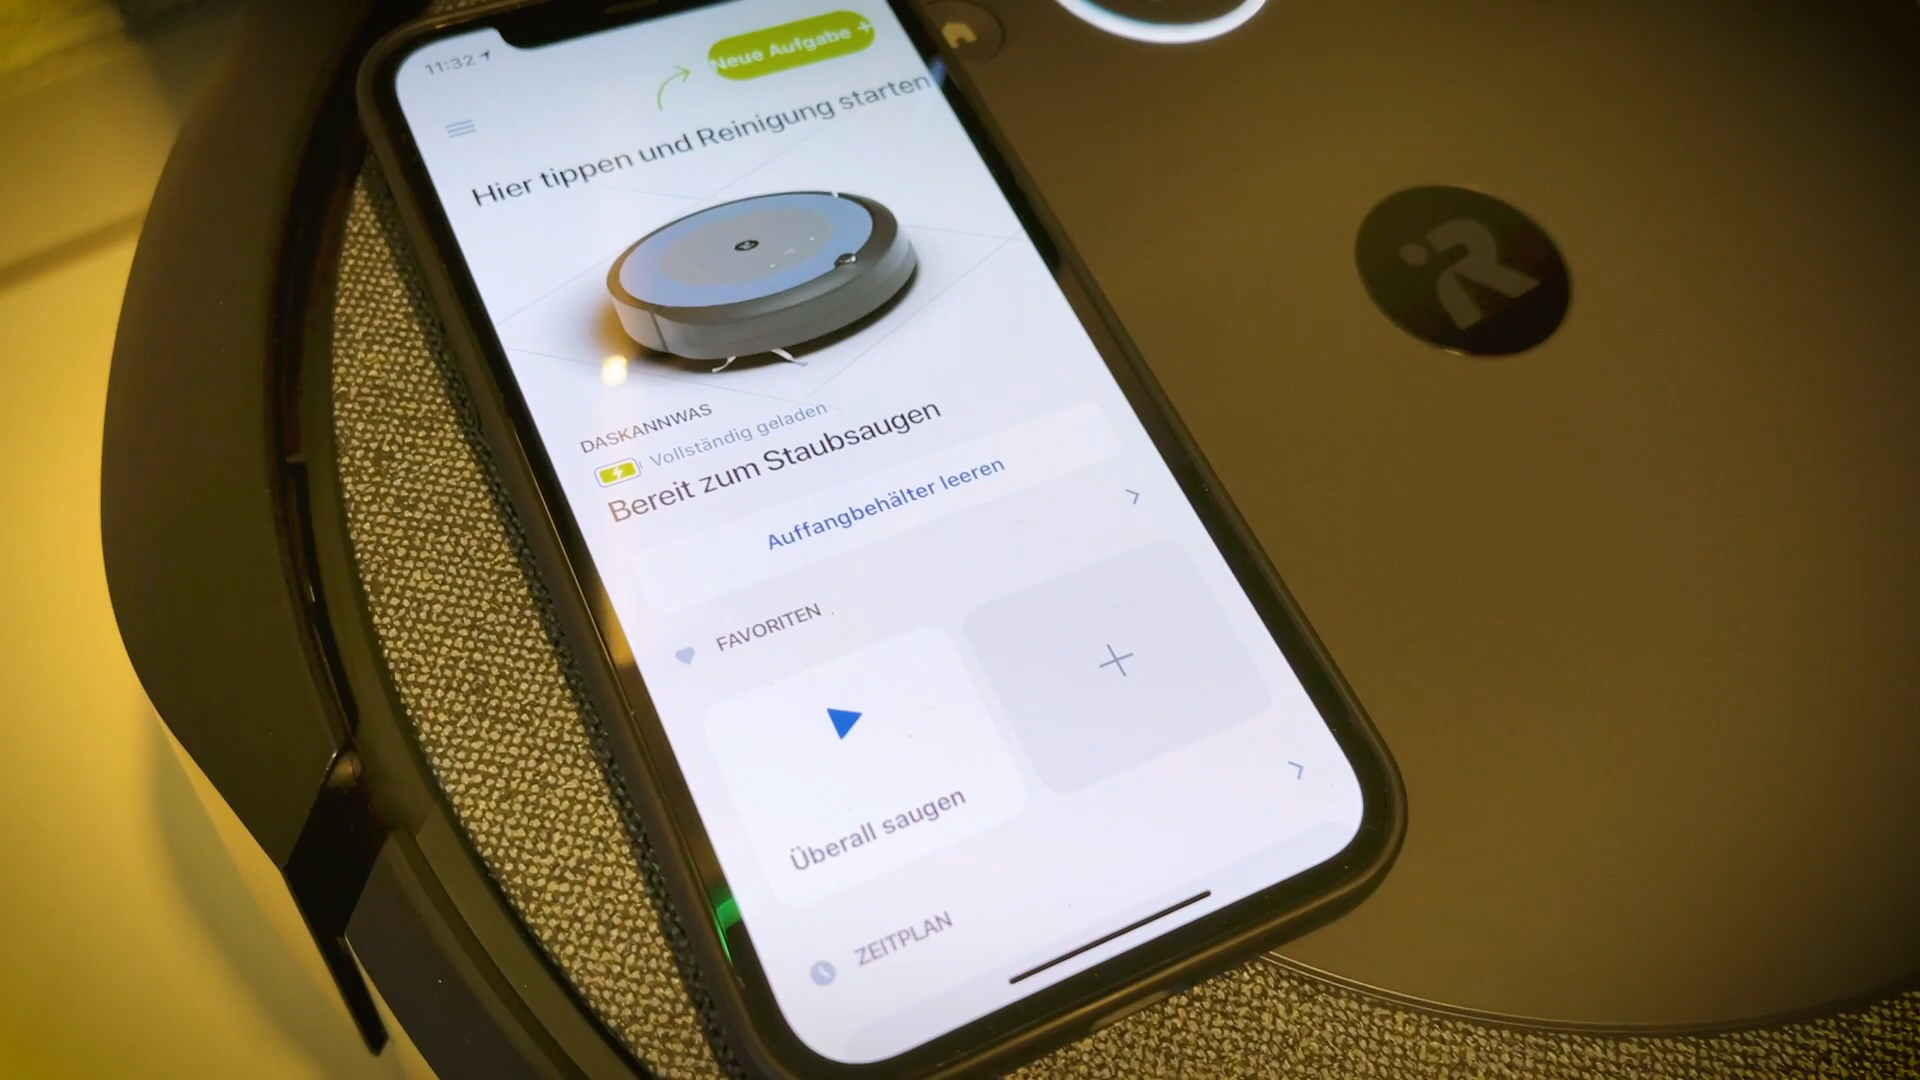 11:32
Neue Aufgabe +
Hier tippen und Reinigung starten
DASKANNWAS
Vollständig geladen
Bereit zum Staubsaugen
Auffangbehälter leeren
FAVORITEN
Überall saugen
ZEITPLAN
iR